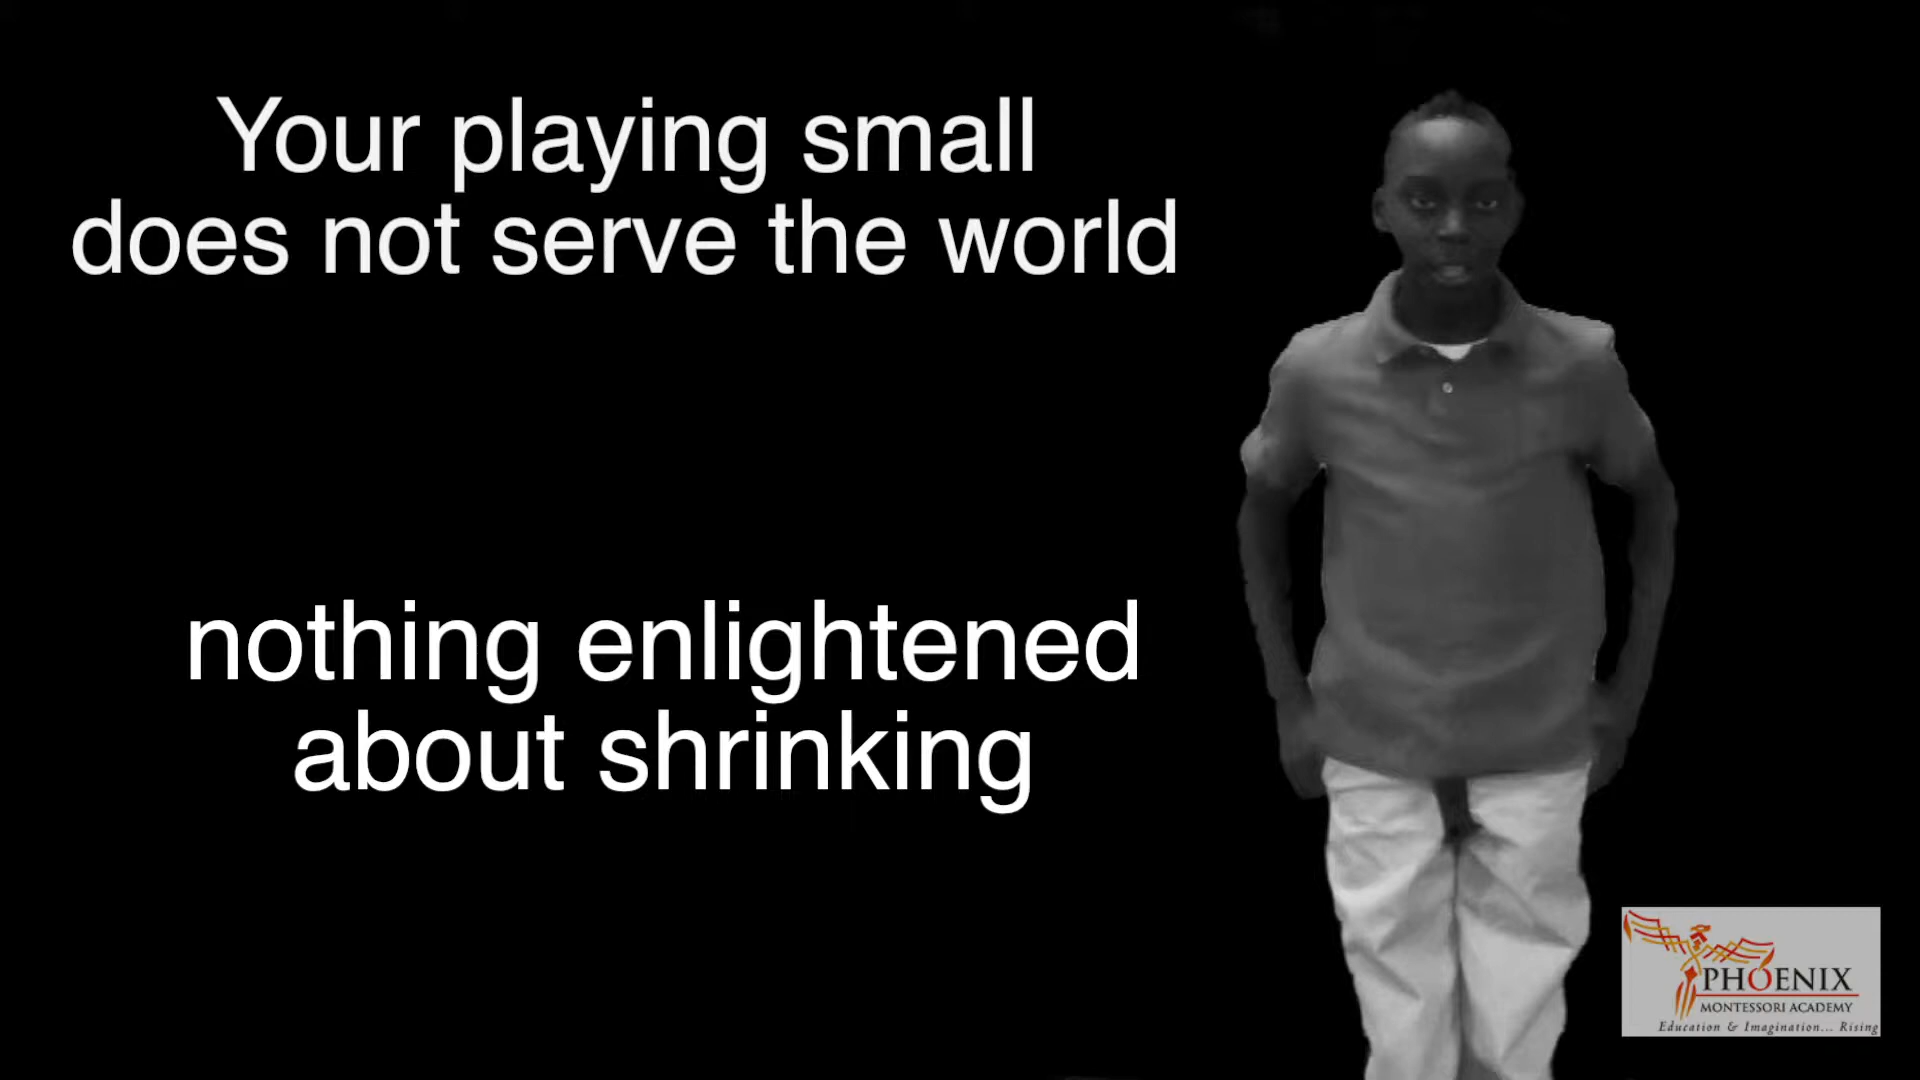 Your playing small
does not serve the world
nothing enlightened
about shrinking
PHOENIX
MONTESSORI ACADEMY
Education & Imagination... Rising